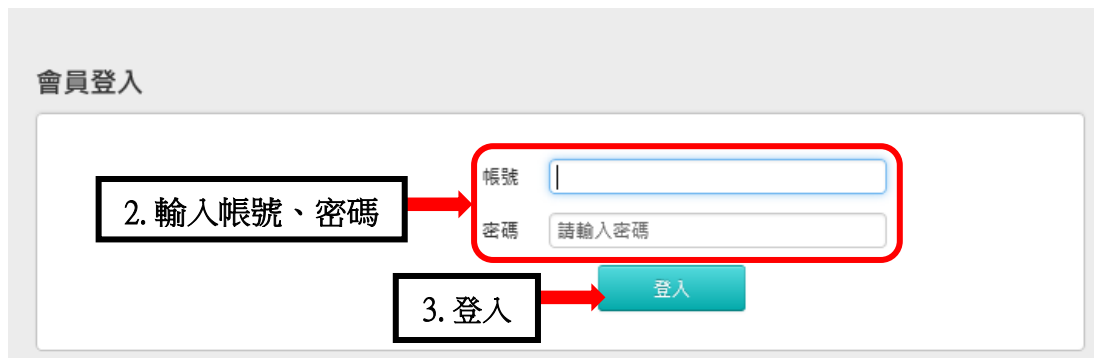 會員登入
帳號
2. 輸入帳號、密碼
密碼 請輸入密碼
登入
3. 登入